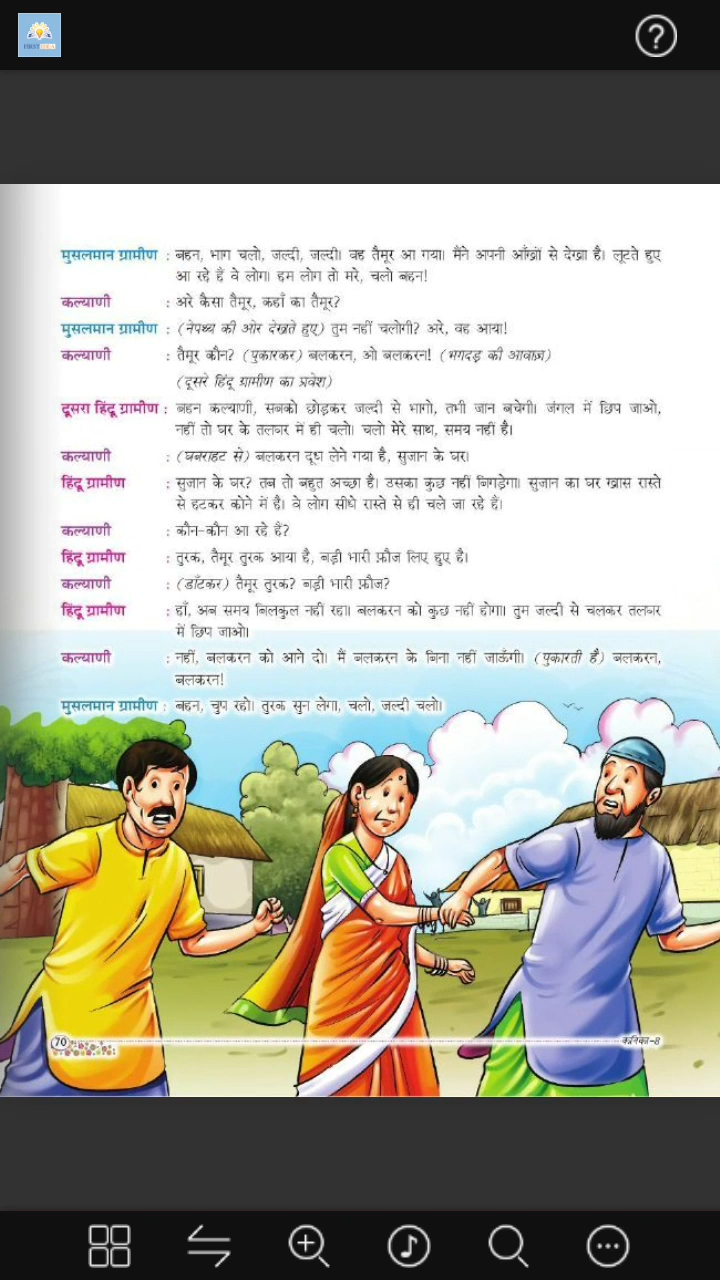 मुसलमान ग्रामीण : बहन, भाग चलो, जल्दी, जल्दी। वह तैमूर आ गया। मैंने अपनी आँखों से देखा है। लूटते हुए
आ रहे हैं वे लोग। हम लोग तो मरे, चलो बहन!
कल्याणी : अरे कैसा तैमूर, कहाँ का तैमूर?
मुसलमान ग्रामीण : (नेपथ्य की ओर देखते हुए) तुम नहीं चलोगी? अरे, वह आया!
कल्याणी : तैमूर कौन? (पुकारकर) बलकरन, ओ बलकरन! (भगदड़ की आवाज़)
(दूसरे हिंदू ग्रामीण का प्रवेश)
दूसरा हिंदू ग्रामीण : बहन कल्याणी, सबको छोड़कर जल्दी से भागो, तभी जान बचेगी। जंगल में छिप जाओ,
नहीं तो घर के तलघर में ही चलो। चलो मेरे साथ, समय नहीं है।
कल्याणी : (घबराहट से) बलकरन दूध लेने गया है, सुजान के घर।
हिंदू ग्रामीण : सुजान के घर? तब तो बहुत अच्छा है। उसका कुछ नहीं बिगड़ेगा। सुजान का घर खास रास्ते
से हटकर कोने में है। वे लोग सीधे रास्ते से ही चले जा रहे हैं।
कल्याणी : कौन-कौन आ रहे हैं?
हिंदू ग्रामीण : तुरक, तैमूर तुरक आया है, बड़ी भारी फ़ौज लिए हुए है।
कल्याणी : (डाँटकर) तैमूर तुरक? बड़ी भारी फ़ौज?
हिंदू ग्रामीण : हाँ, अब समय बिलकुल नहीं रहा। बलकरन को कुछ नहीं होगा। तुम जल्दी से चलकर तलघर
में छिप जाओ।
कल्याणी : नहीं, बलकरन को आने दो। मैं बलकरन के बिना नहीं जाऊँगी। (पुकारती है) बलकरन,
बलकरन!
मुसलमान ग्रामीण : बहन, चुप रहो। तुरक सुन लेगा, चलो, जल्दी चलो।
70